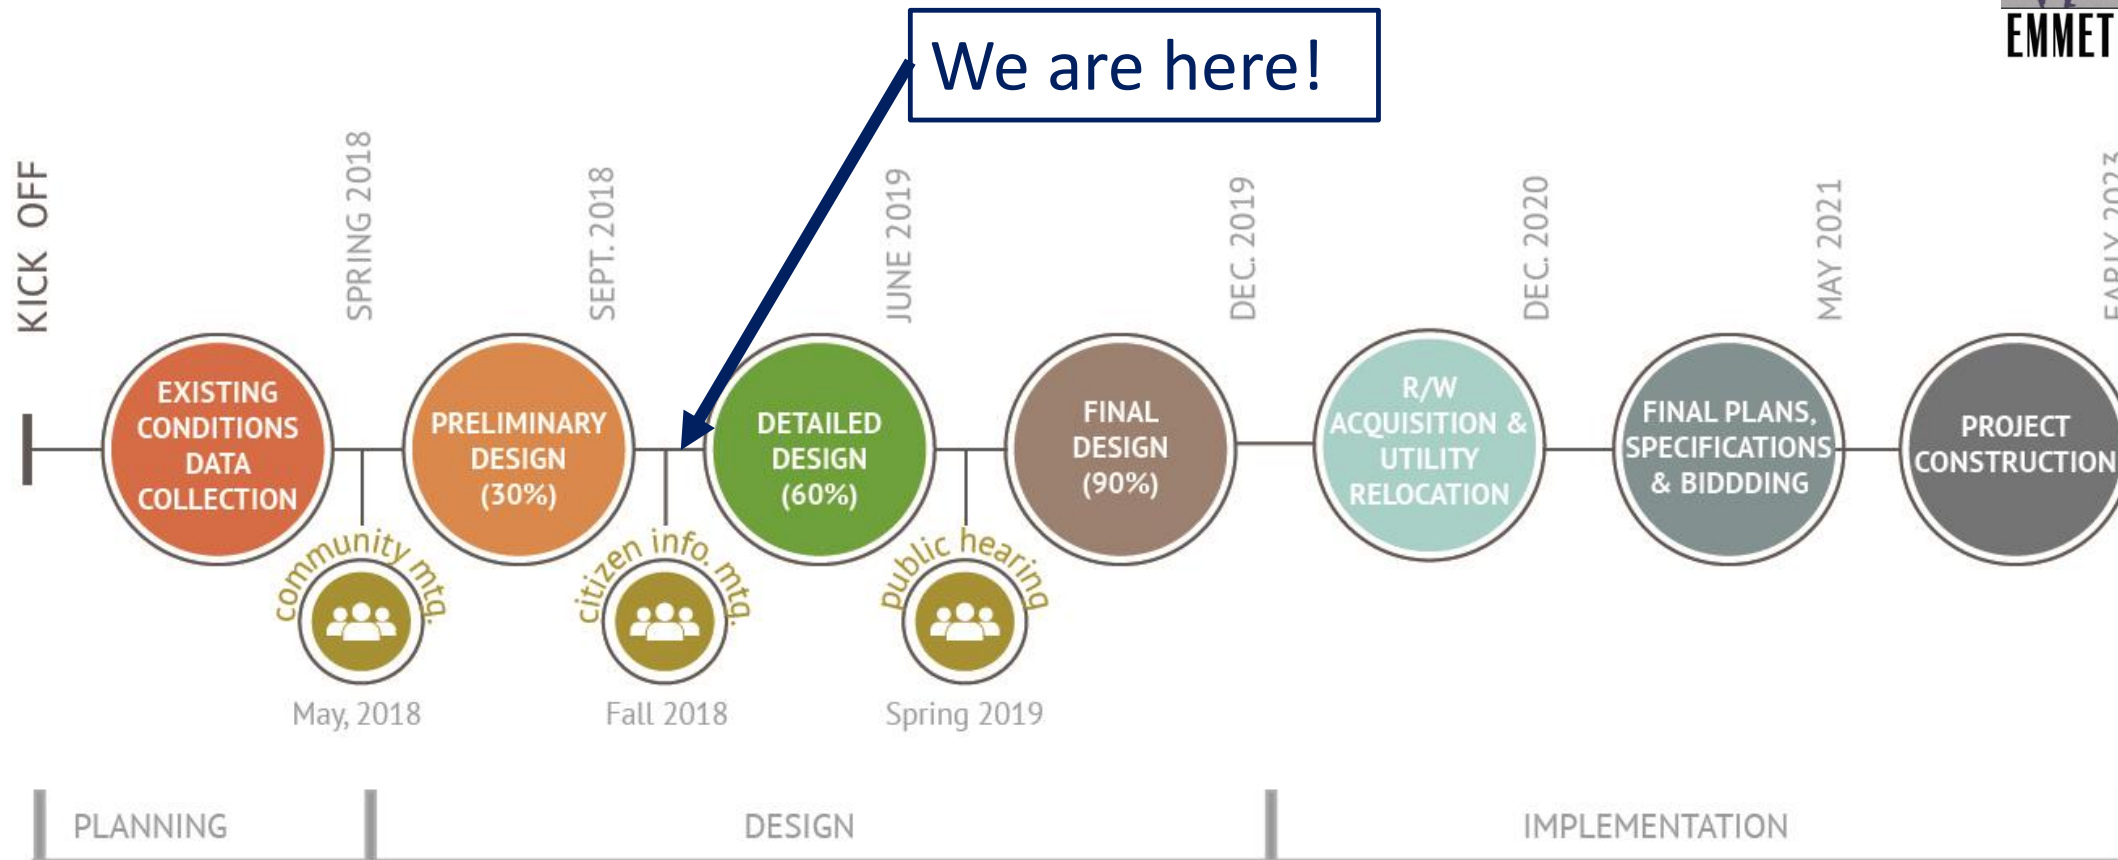 EMMET
We are here!
KICK OFF
SPRING 2018
SEPT. 2018
JUNE 2019
DEC. 2019
DEC. 2020
MAY 2021
EARLY 2023
EXISTING
CONDITIONS
DATA
COLLECTION
PRELIMINARY
DESIGN
(30%)
DETAILED
DESIGN
(60%)
FINAL
DESIGN
(90%)
R/W
ACQUISITION &
UTILITY
RELOCATION
FINAL PLANS,
SPECIFICATIONS
& BIDDDING
PROJECT
CONSTRUCTION
community mtg.
citizen info. mtg.
public hearing
May, 2018
Fall 2018
Spring 2019
PLANNING
DESIGN
IMPLEMENTATION